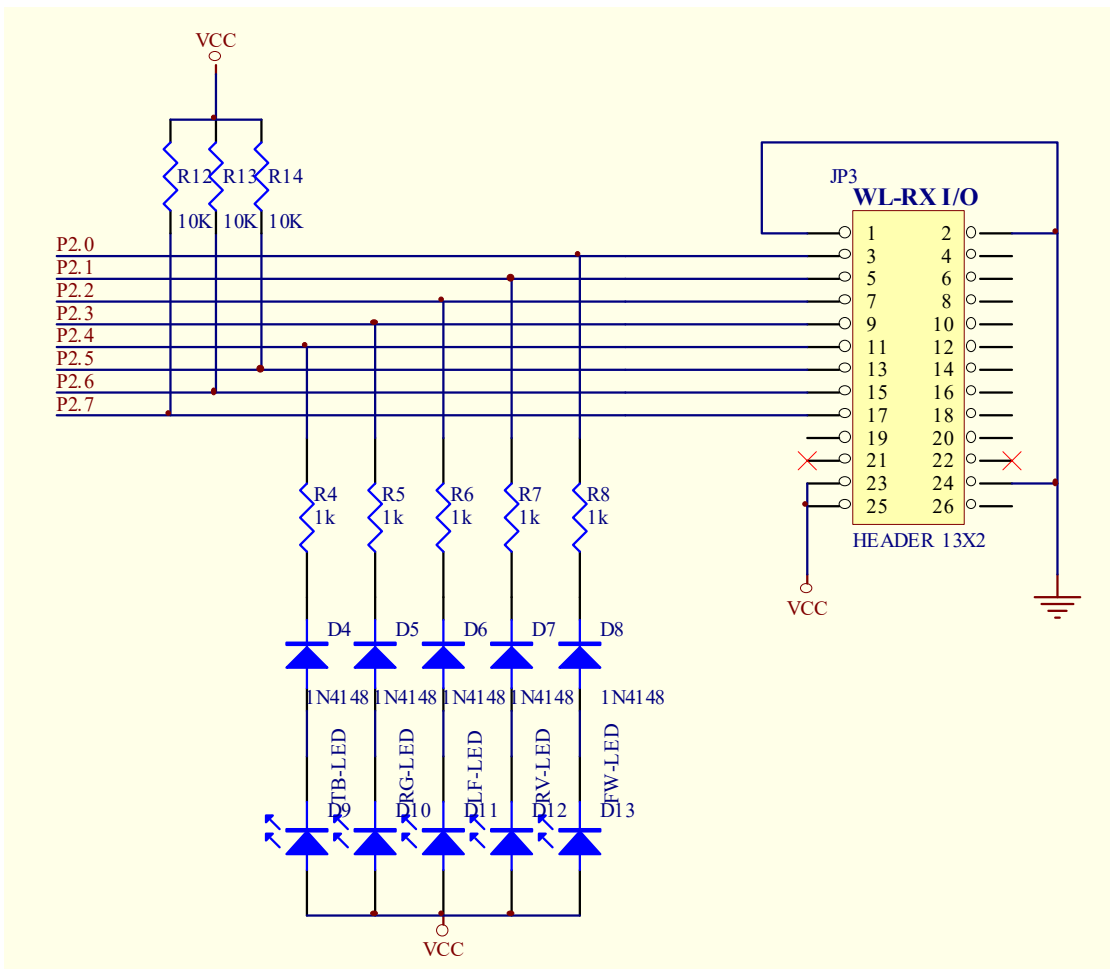 VCC
R12 R13 R14
10K 10K 10K
JP3
WL-RX I/O
P2.0
P2.1
P2.2
P2.3
P2.4
P2.5
P2.6
P2.7
1 2
3 4
5 6
7 8
9 10
11 12
13 14
15 16
17 18
19 20
21 22
23 24
25 26
HEADER 13X2
VCC
R4 R5 R6 R7 R8
1k 1k 1k 1k 1k
D4 D5 D6 D7 D8
1N4148 1N4148 1N4148 1N4148 1N4148
TB-LED RG-LED LF-LED RV-LED FW-LED
D9 D10 D11 D12 D13
VCC